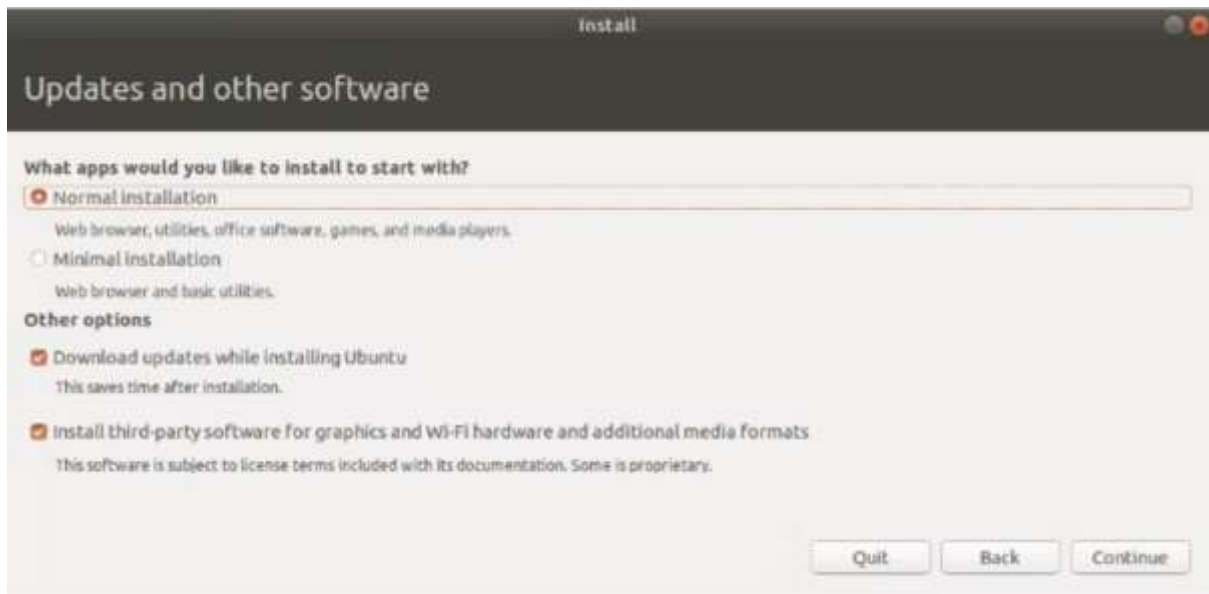 Install
Updates and other software
What apps would you like to install to start with?
Normal installation
Web browser, utilities, office software, games, and media players.
Minimal installation
Web browser and basic utilities.
Other options
Download updates while installing Ubuntu
This saves time after installation.
Install third-party software for graphics and Wi-Fi hardware and additional media formats
This software is subject to license terms included with its documentation. Some is proprietary.
Quit Back Continue